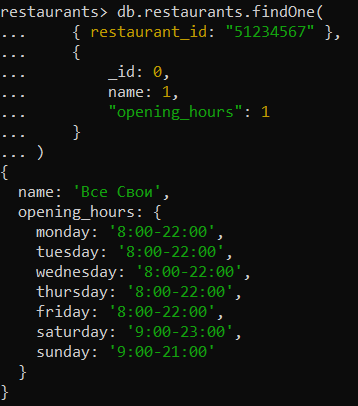 restaurants> db.restaurants.findOne(
...     { restaurant_id: "51234567" },
...     {
...         _id: 0,
...         name: 1,
...         "opening_hours": 1
...     }
... )
{
  name: 'Все Свои',
  opening_hours: {
    monday: '8:00-22:00',
    tuesday: '8:00-22:00',
    wednesday: '8:00-22:00',
    thursday: '8:00-22:00',
    friday: '8:00-22:00',
    saturday: '9:00-23:00',
    sunday: '9:00-21:00'
  }
}